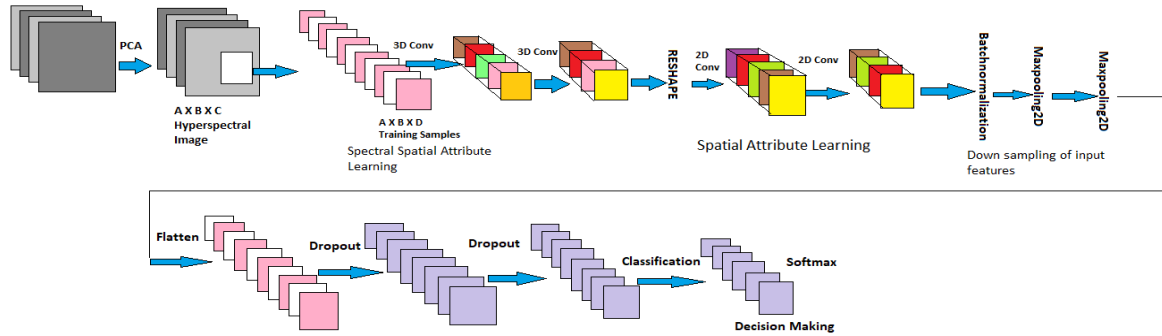 PCA
A X B X C
Hyperspectral
Image
3D Conv
A X B X D
Training Samples
Spectral Spatial Attribute
Learning
3D Conv
RESHAPE
2D
Conv
2D Conv
Spatial Attribute Learning
Batchnormalization
Maxpooling2D
Maxpooling2D
Down sampling of input
features
Flatten
Dropout
Dropout
Classification
Softmax
Decision Making